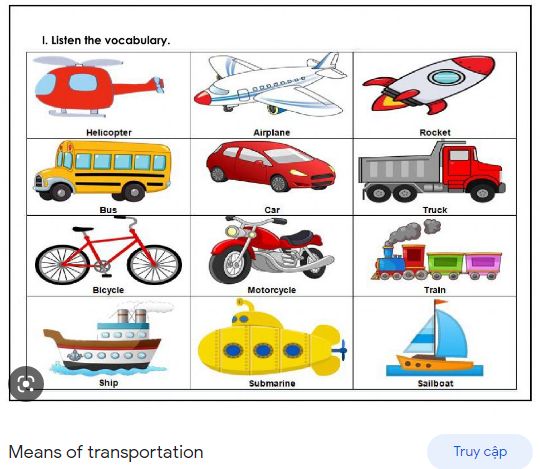 I. Listen the vocabulary.
Helicopter Airplane Rocket
Bus Car Truck
Bicycle Motorcycle Train
Ship Submarine Sailboat
Means of transportation
Truy cập